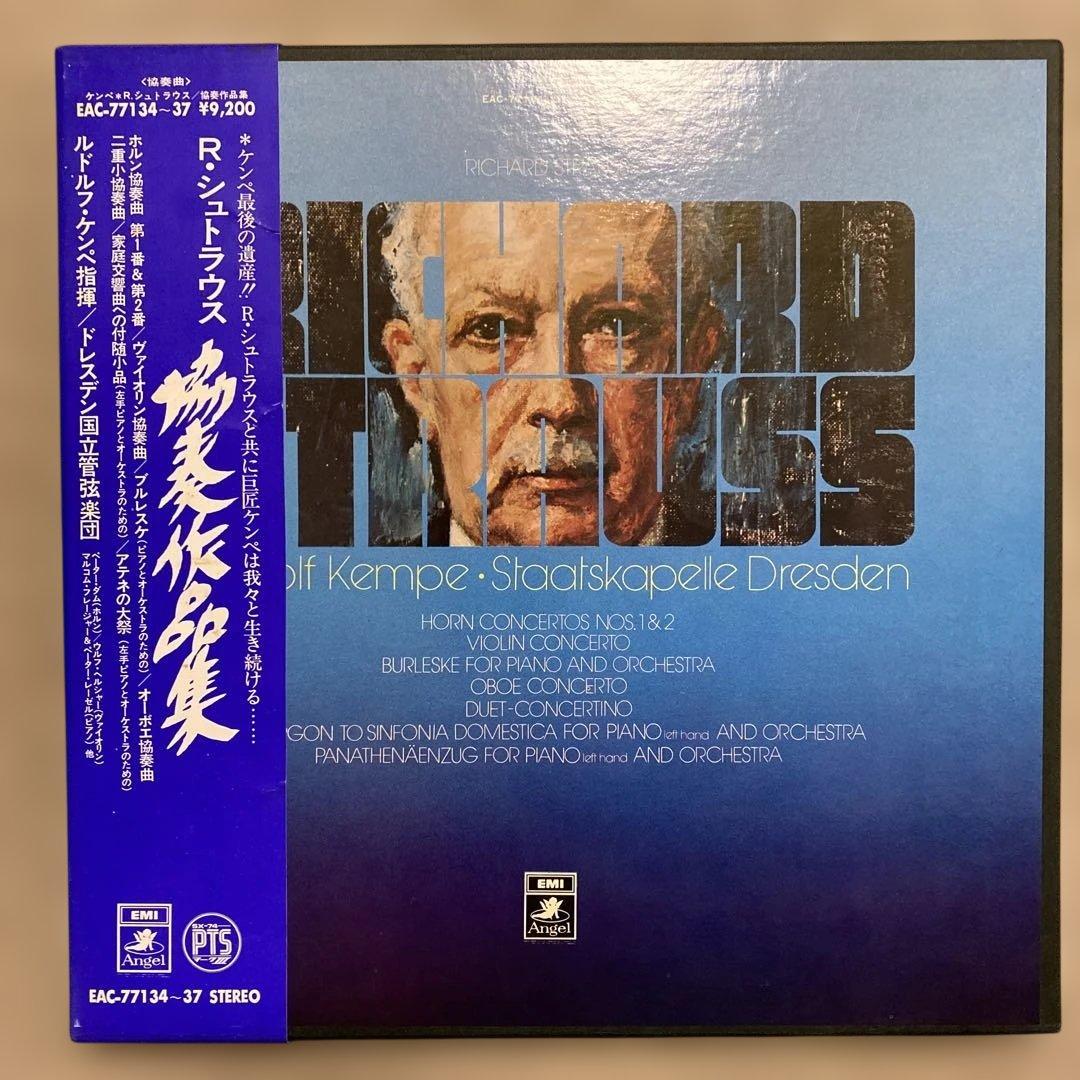 〈協奏曲〉
ケンペ＊R.シュトラウス／協奏作品集
EAC-77134～37 ¥9,200
＊ケンペ最後の遺産!! R・シュトラウスと共に巨匠ケンペは我々と生き続ける……
R・シュトラウス 協奏作品集
ホルン協奏曲 第1番&第2番／ヴァイオリン協奏曲／ブルレスケ(ピアノとオーケストラのための)／オーボエ協奏曲
二重小協奏曲／家庭交響曲への付随小品(左手ピアノとオーケストラのための)／アテネの大祭(左手ピアノとオーケストラのための)
ルドルフ・ケンペ指揮／ドレスデン国立管弦楽団
ペーター・ダム(ホルン)／ウルフ・ヘルシャー(ヴァイオリン)
マルコム・フレージャー&ペーター・レーゼル(ピアノ) 他
EMI
Angel
SX-74
PTS
マークIII
EAC-77134～37 STEREO
EAC-77
RICHARD STR
RICHARD
STRAUSS
olf Kempe・Staatskapelle Dresden
HORN CONCERTOS NOS. 1 & 2
VIOLIN CONCERTO
BURLESKE FOR PIANO AND ORCHESTRA
OBOE CONCERTO
DUET-CONCERTINO
RGON TO SINFONIA DOMESTICA FOR PIANO left hand AND ORCHESTRA
PANATHENÄENZUG FOR PIANO left hand AND ORCHESTRA
EMI
Angel